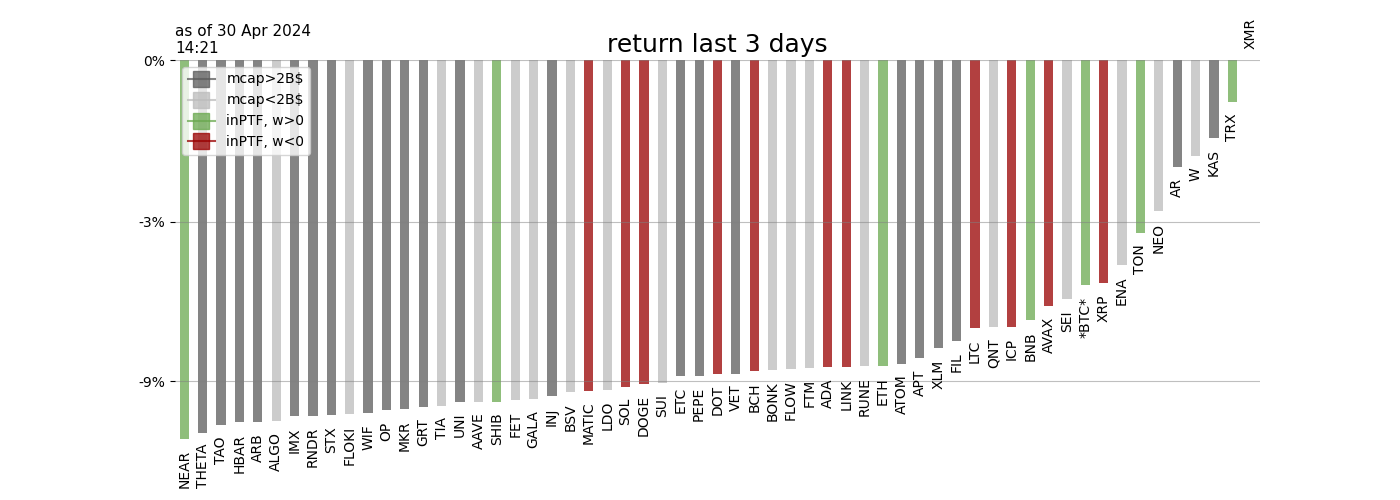 as of 30 Apr 2024
14:21
return last 3 days
0%
-3%
-9%
mcap>2B$
mcap<2B$
inPTF, w>0
inPTF, w<0
NEAR
THETA
TAO
HBAR
ARB
ALGO
IMX
RNDR
STX
FLOKI
WIF
OP
MKR
GRT
TIA
UNI
AAVE
SHIB
FET
GALA
INJ
BSV
MATIC
LDO
SOL
DOGE
SUI
ETC
PEPE
DOT
VET
BCH
BONK
FLOW
FTM
ADA
LINK
RUNE
ETH
ATOM
APT
XLM
FIL
LTC
QNT
ICP
BNB
AVAX
SEI
*BTC*
XRP
ENA
TON
NEO
AR
W
KAS
TRX
XMR